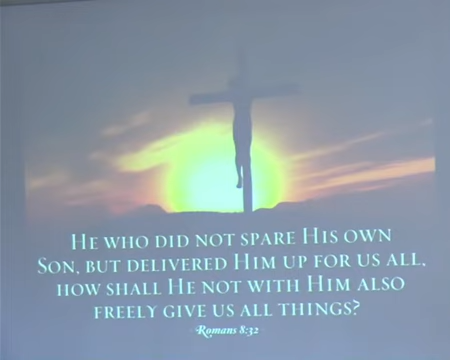 HE WHO DID NOT SPARE HIS OWN
SON, BUT DELIVERED HIM UP FOR US ALL,
HOW SHALL HE NOT WITH HIM ALSO
FREELY GIVE US ALL THINGS?
Romans 8:32